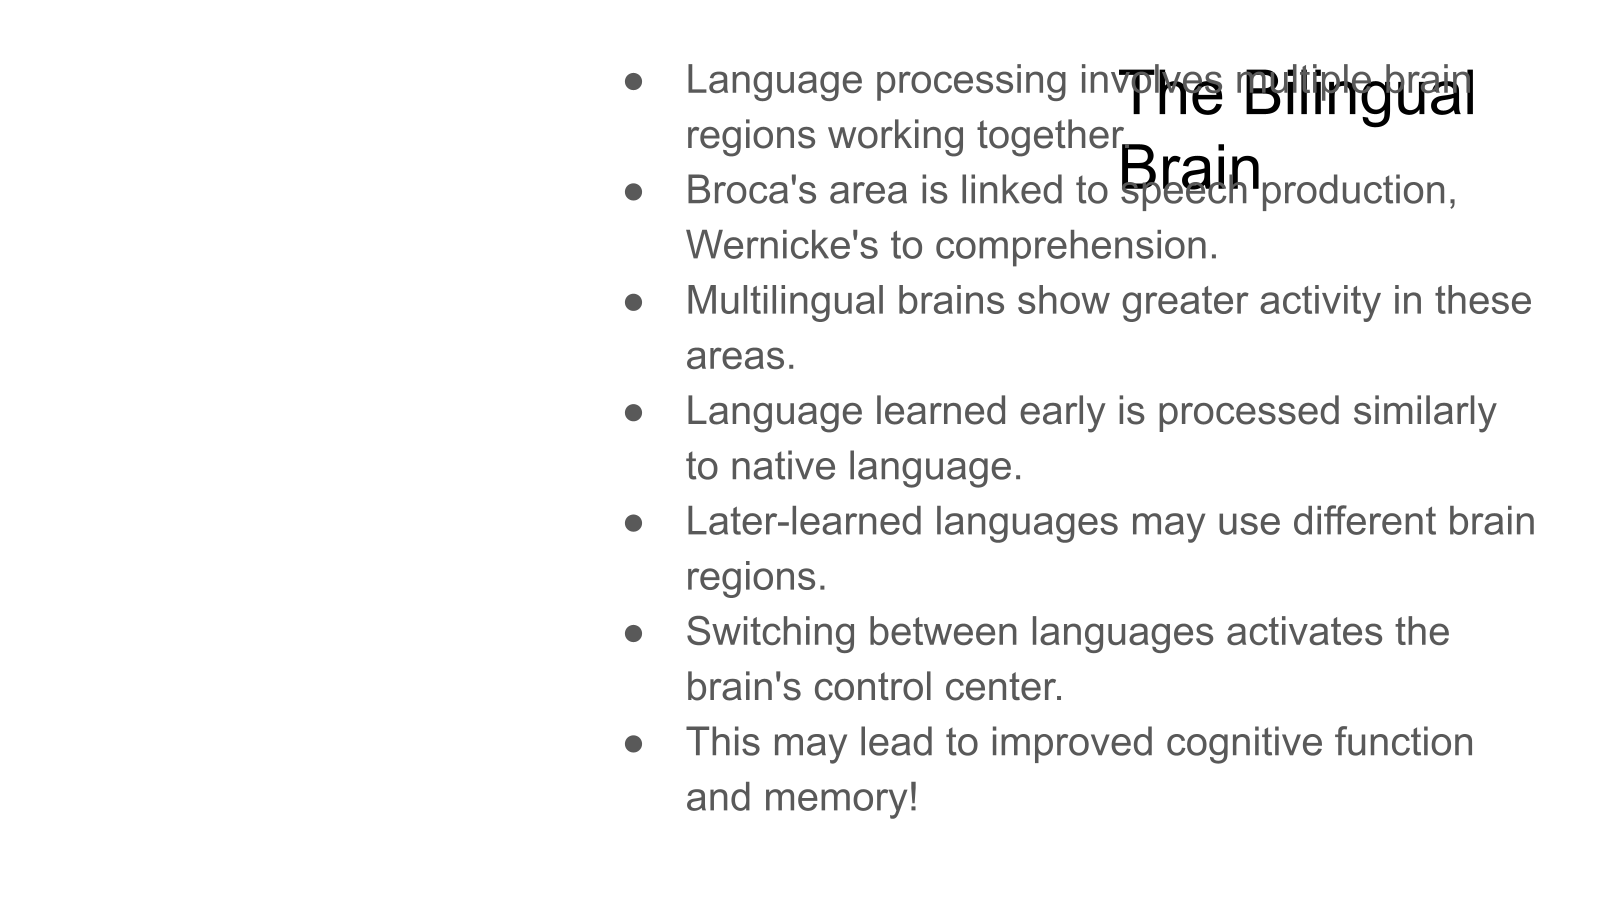 The Bilingual
Brain
● Language processing involves multiple brain
regions working together.
● Broca's area is linked to speech production,
Wernicke's to comprehension.
● Multilingual brains show greater activity in these
areas.
● Language learned early is processed similarly
to native language.
● Later-learned languages may use different brain
regions.
● Switching between languages activates the
brain's control center.
● This may lead to improved cognitive function
and memory!